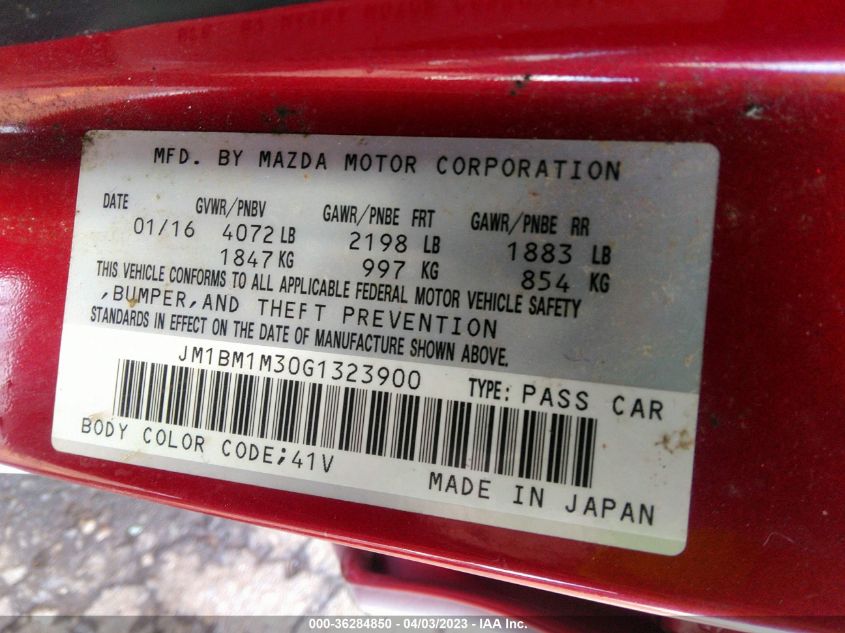 MFD. BY MAZDA MOTOR CORPORATION
DATE GVWR/PNBV GAWR/PNBE FRT GAWR/PNBE RR
01/16 4072 LB 2198 LB 1883 LB
1847 KG 997 KG 854 KG
THIS VEHICLE CONFORMS TO ALL APPLICABLE FEDERAL MOTOR VEHICLE SAFETY
,BUMPER,AND THEFT PREVENTION
STANDARDS IN EFFECT ON THE DATE OF MANUFACTURE SHOWN ABOVE.
JM1BM1M30G1323900 TYPE: PASS CAR
BODY COLOR CODE;41V
MADE IN JAPAN
000-36284850 - 04/03/2023 - IAA Inc.